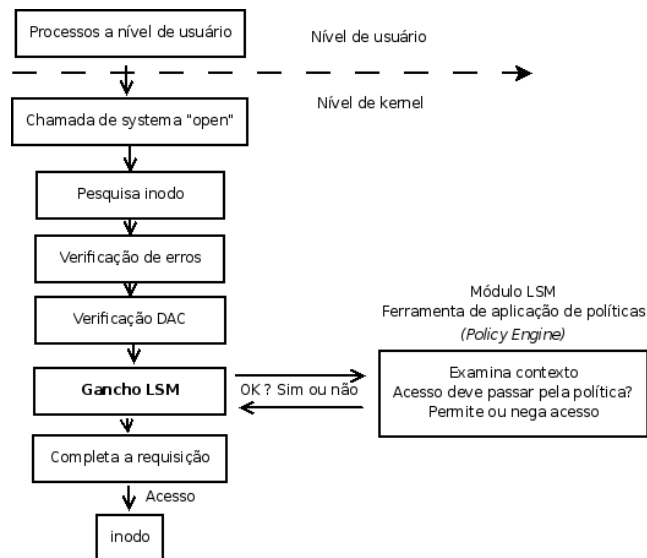 Processos a nível de usuário
Nível de usuário
Nível de kernel
Chamada de systema "open"
Pesquisa inodo
Verificação de erros
Verificação DAC
Módulo LSM
Ferramenta de aplicação de políticas
(Policy Engine)
Gancho LSM
OK ? Sim ou não
Examina contexto
Acesso deve passar pela política?
Permite ou nega acesso
Completa a requisição
Acesso
inodo